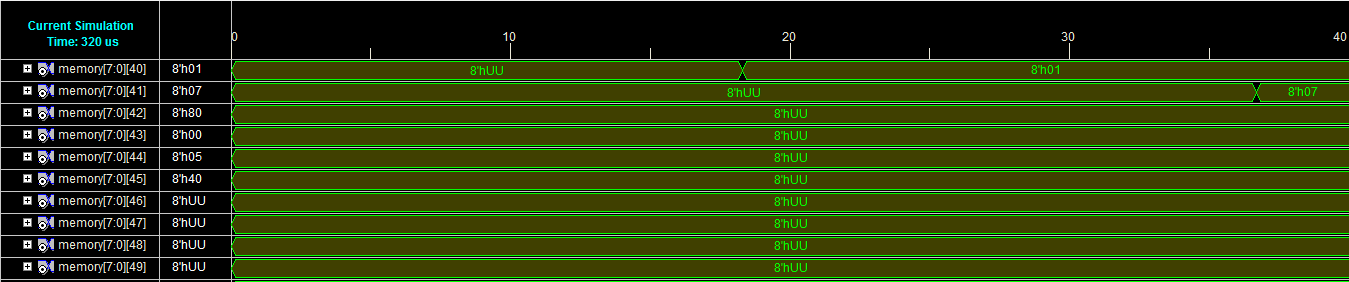 Current Simulation
Time: 320 us
0 10 20 30 40
memory[7:0][40] 8'h01 8'hUU 8'h01
memory[7:0][41] 8'h07 8'hUU 8'h07
memory[7:0][42] 8'h80 8'hUU
memory[7:0][43] 8'h00 8'hUU
memory[7:0][44] 8'h05 8'hUU
memory[7:0][45] 8'h40 8'hUU
memory[7:0][46] 8'hUU 8'hUU
memory[7:0][47] 8'hUU 8'hUU
memory[7:0][48] 8'hUU 8'hUU
memory[7:0][49] 8'hUU 8'hUU